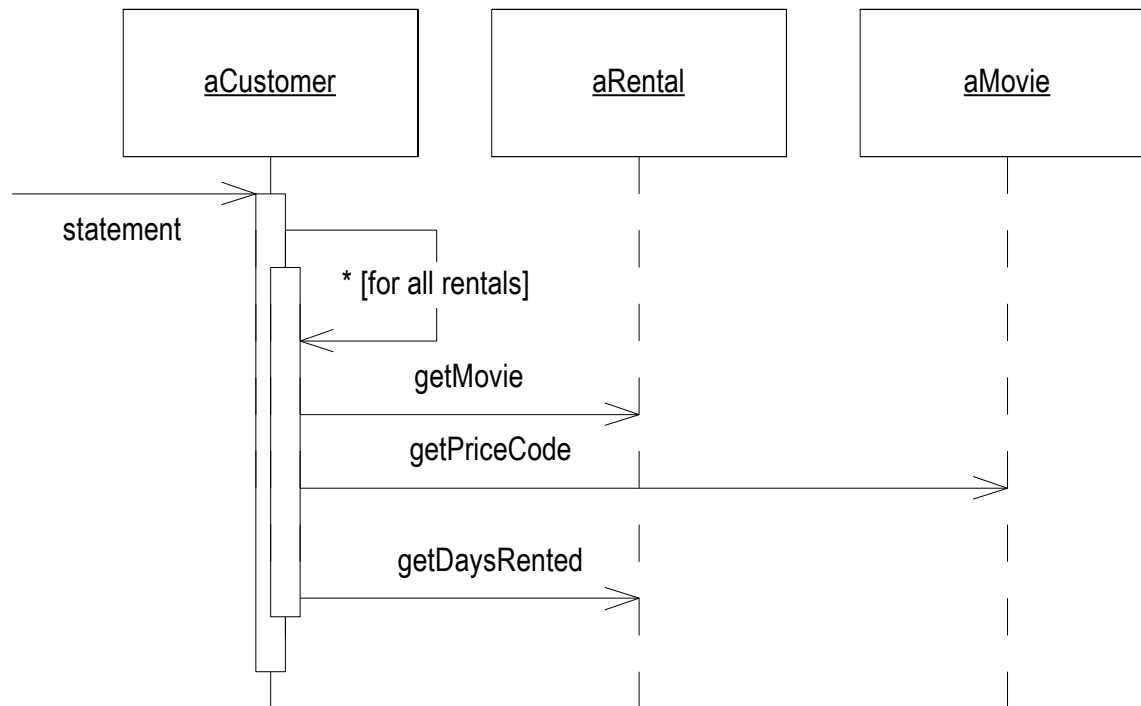 aCustomer
aRental
aMovie
statement
* [for all rentals]
getMovie
getPriceCode
getDaysRented